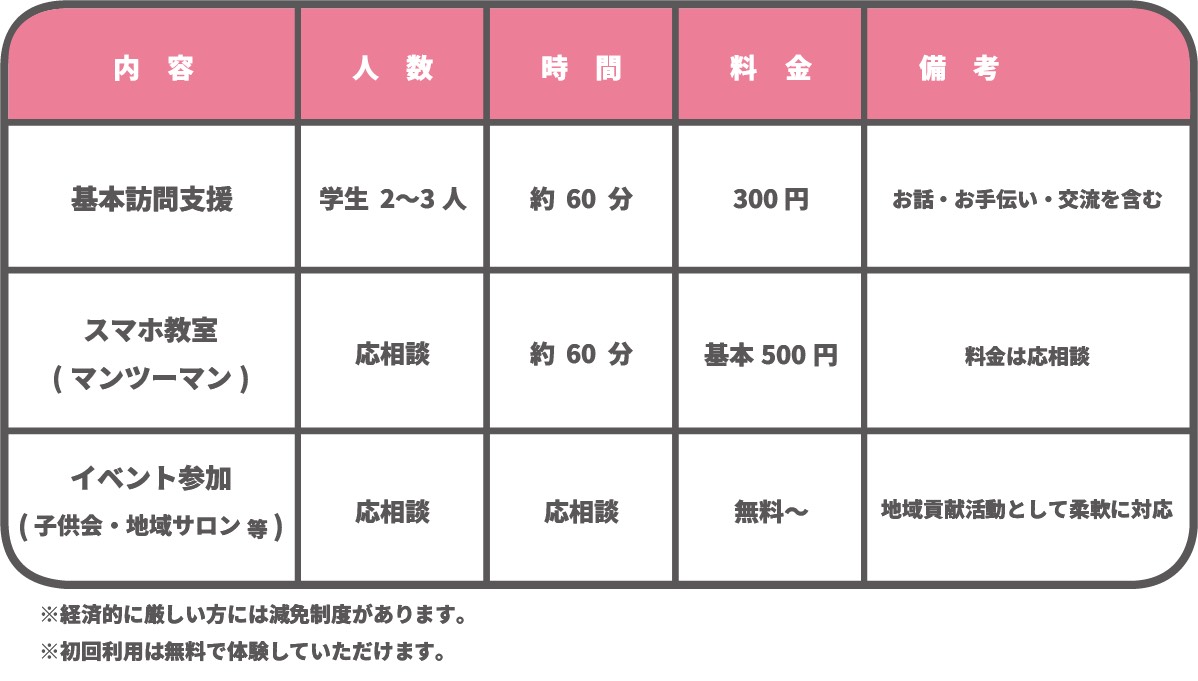 内　容　人　数　時　間　料　金　備　考
基本訪問支援　学生 2〜3 人　約 60 分　300 円　お話・お手伝い・交流を含む
スマホ教室
( マンツーマン )　応相談　約 60 分　基本 500 円　料金は応相談
イベント参加
( 子供会・地域サロン 等 )　応相談　応相談　無料〜　地域貢献活動として柔軟に対応
※経済的に厳しい方には減免制度があります。
※初回利用は無料で体験していただけます。